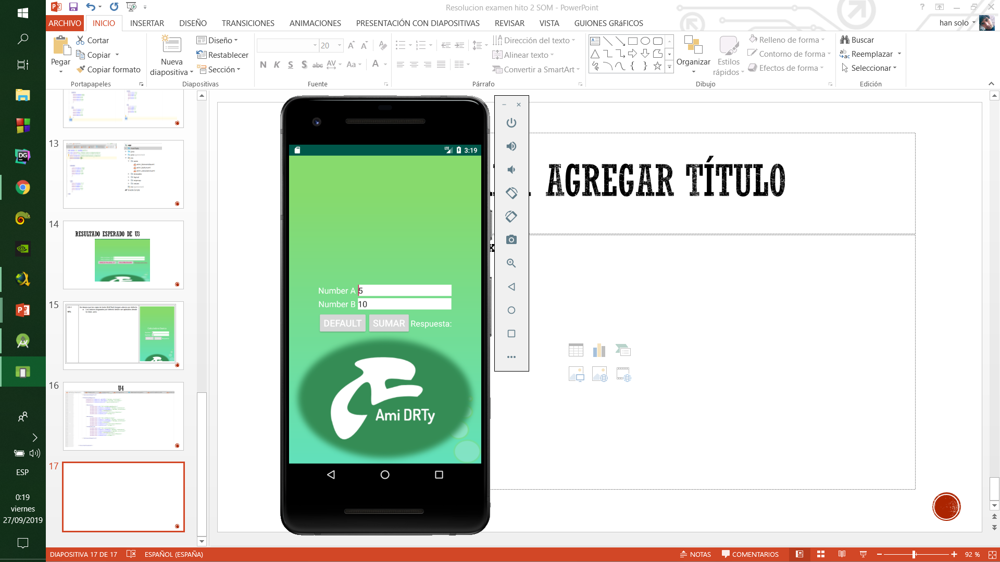 Resolucion examen hito 2 SOM - PowerPoint
ARCHIVO
INICIO
INSERTAR
DISEÑO
TRANSICIONES
ANIMACIONES
PRESENTACIÓN CON DIAPOSITIVAS
REVISAR
VISTA
GUIONES GRáFICOS
han solo
Pegar
Cortar
Copiar
Copiar formato
Portapapeles
Nueva
diapositiva
Diseño
Restablecer
Sección
Diapositivas
20
N K S S abc AV Aa A
Fuente
Dirección del texto
Alinear texto
Convertir a SmartArt
Párrafo
Organizar
Estilos
rápidos
Relleno de forma
Contorno de forma
Efectos de forma
Dibujo
Buscar
Reemplazar
Seleccionar
Edición
13
14
RESULTADO ESPERADO DE U3
15
16
U4
17
LTE 3:19
Number A 5
Number B 10
DEFAULT SUMAR Respuesta:
Ami DRTy
AGREGAR TÍTULO
DG
ESP
0:19
viernes
27/09/2019
DIAPOSITIVA 17 DE 17
ESPAÑOL (ESPAÑA)
NOTAS
COMENTARIOS
92 %